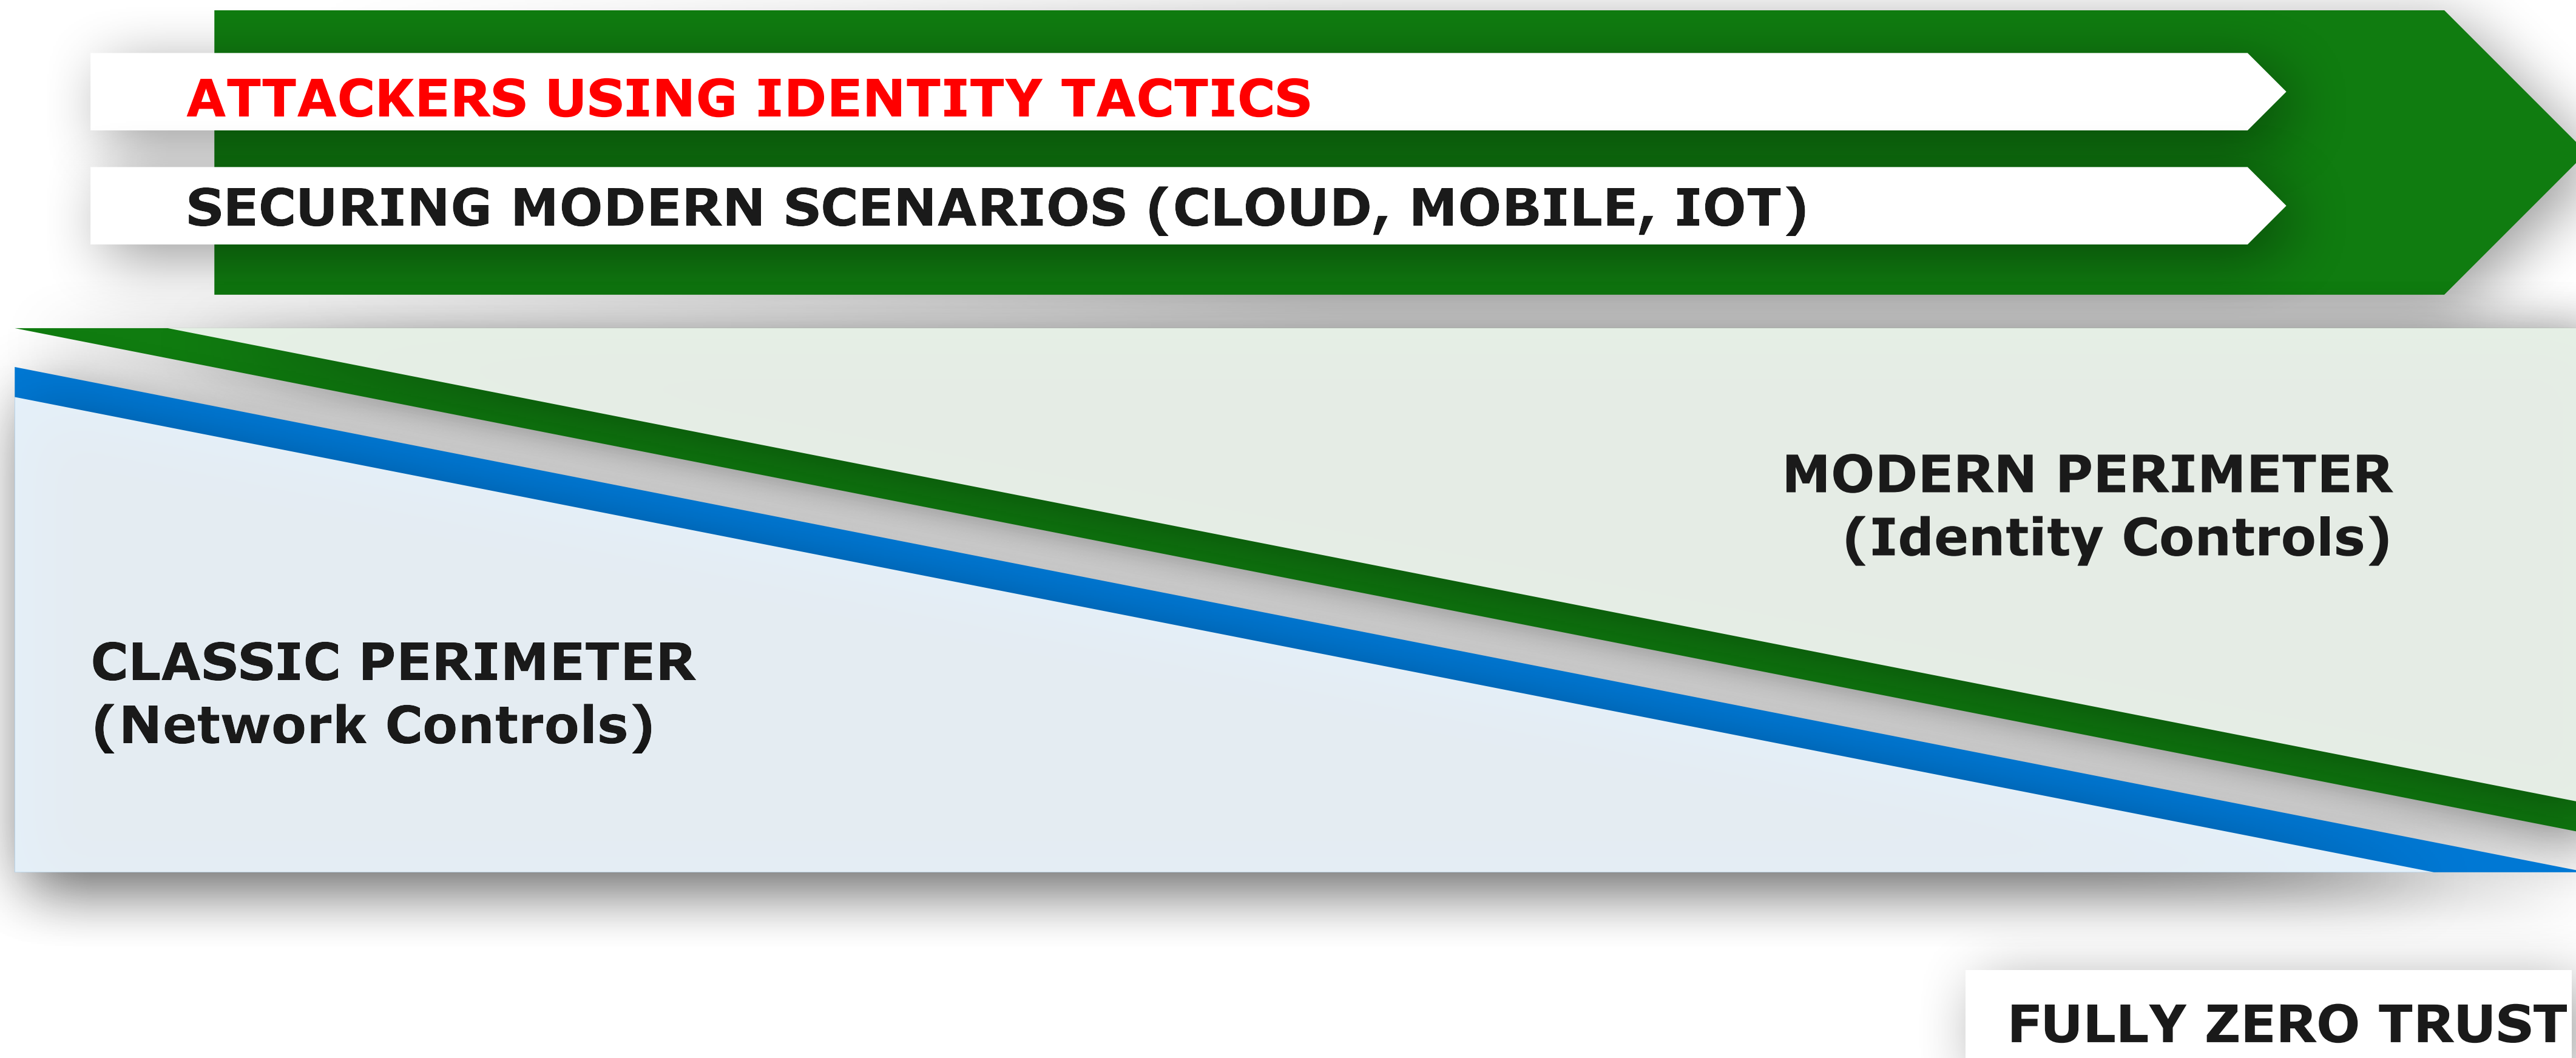 ATTACKERS USING IDENTITY TACTICS
SECURING MODERN SCENARIOS (CLOUD, MOBILE, IOT)
MODERN PERIMETER
(Identity Controls)
CLASSIC PERIMETER
(Network Controls)
FULLY ZERO TRUST